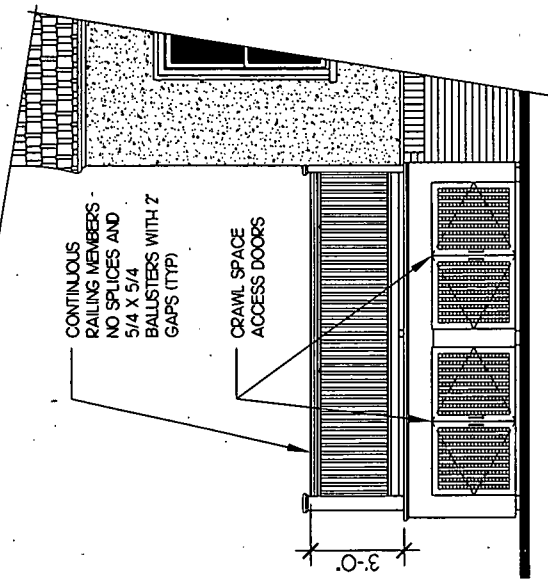 CONTINUOUS
RAILING MEMBERS -
NO SPLICES AND
5/4 X 5/4
BALUSTERS WITH 2"
GAPS (TYP)
CRAWL SPACE
ACCESS DOORS
3'-0"